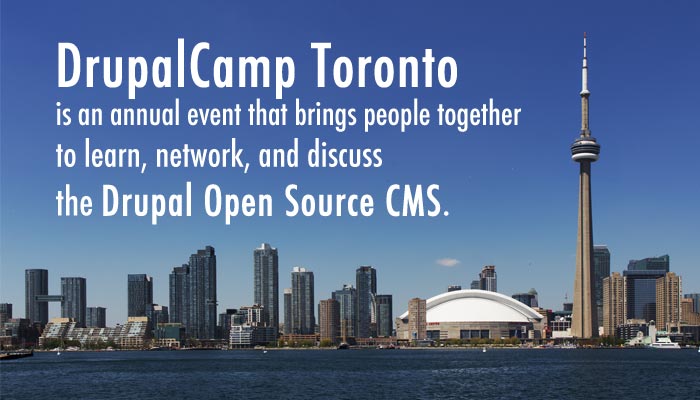 DrupalCamp Toronto
is an annual event that brings people together
to learn, network, and discuss
the Drupal Open Source CMS.